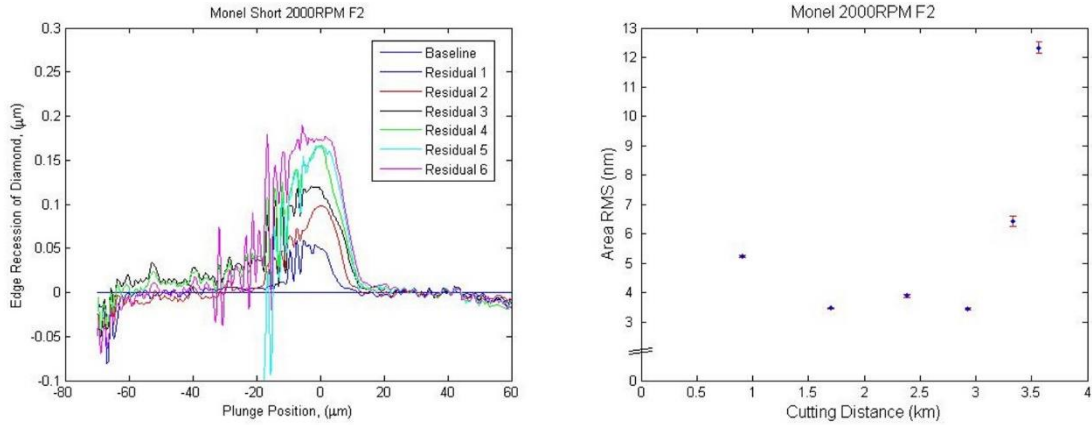 Monel Short 2000RPM F2
0.3
0.25
0.2
0.15
0.1
0.05
0
-0.05
-0.1
Edge Recession of Diamond, (μm)
Baseline
Residual 1
Residual 2
Residual 3
Residual 4
Residual 5
Residual 6
-80 -60 -40 -20 0 20 40 60
Plunge Position, (μm)
Monel 2000RPM F2
13
12
11
10
9
8
7
6
5
4
3
0
Area RMS (nm)
0 0.5 1 1.5 2 2.5 3 3.5 4
Cutting Distance (km)